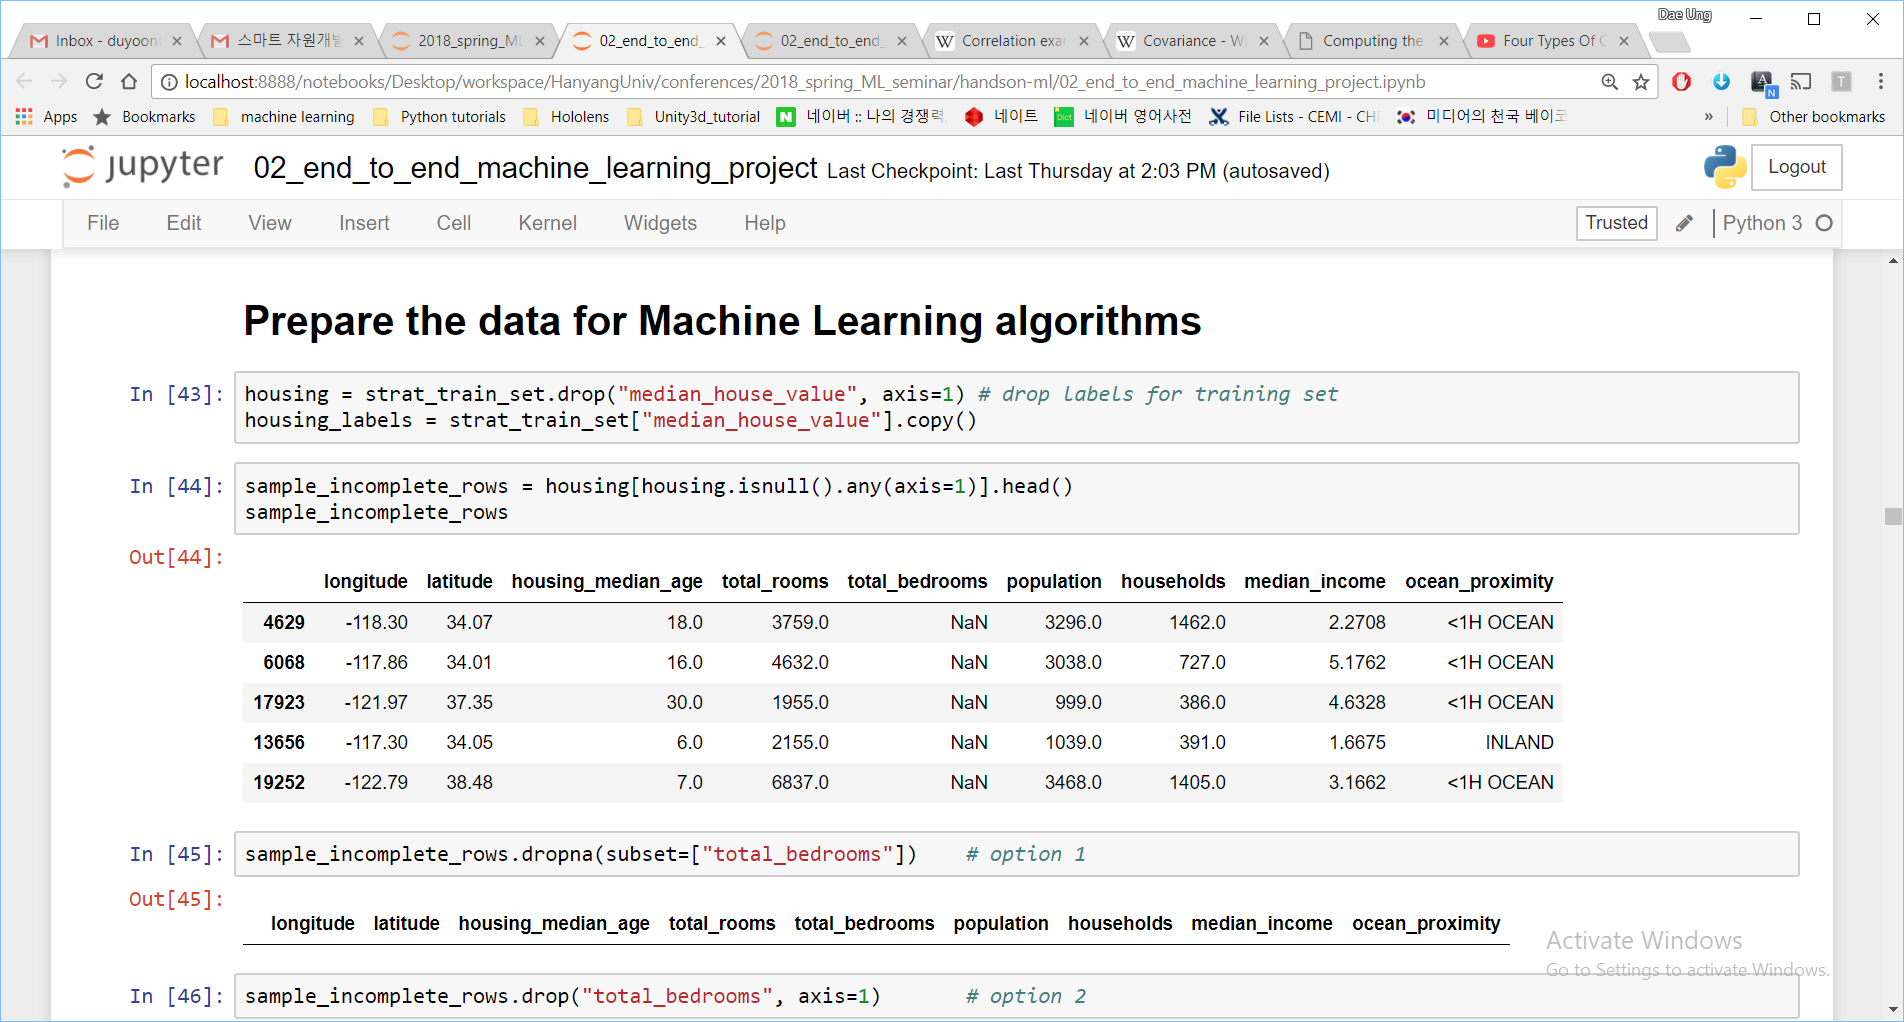 Dae Ung
Inbox - duyoon
스마트 자원개발
2018_spring_ML
02_end_to_end_
02_end_to_end_
Correlation exa
Covariance - W
Computing the
Four Types Of
localhost:8888/notebooks/Desktop/workspace/HanyangUniv/conferences/2018_spring_ML_seminar/handson-ml/02_end_to_end_machine_learning_project.ipynb
Apps Bookmarks machine learning Python tutorials Hololens Unity3d_tutorial 네이버 :: 나의 경쟁력 네이트 네이버 영어사전 File Lists - CEMI - CH 미디어의 천국 베이코 » Other bookmarks
jupyter 02_end_to_end_machine_learning_project Last Checkpoint: Last Thursday at 2:03 PM (autosaved) Logout
File Edit View Insert Cell Kernel Widgets Help Trusted Python 3
Prepare the data for Machine Learning algorithms
In [43]: housing = strat_train_set.drop("median_house_value", axis=1) # drop labels for training set
housing_labels = strat_train_set["median_house_value"].copy()
In [44]: sample_incomplete_rows = housing[housing.isnull().any(axis=1)].head()
sample_incomplete_rows
Out[44]:
longitude latitude housing_median_age total_rooms total_bedrooms population households median_income ocean_proximity
4629 -118.30 34.07 18.0 3759.0 NaN 3296.0 1462.0 2.2708 <1H OCEAN
6068 -117.86 34.01 16.0 4632.0 NaN 3038.0 727.0 5.1762 <1H OCEAN
17923 -121.97 37.35 30.0 1955.0 NaN 999.0 386.0 4.6328 <1H OCEAN
13656 -117.30 34.05 6.0 2155.0 NaN 1039.0 391.0 1.6675 INLAND
19252 -122.79 38.48 7.0 6837.0 NaN 3468.0 1405.0 3.1662 <1H OCEAN
In [45]: sample_incomplete_rows.dropna(subset=["total_bedrooms"]) # option 1
Out[45]:
longitude latitude housing_median_age total_rooms total_bedrooms population households median_income ocean_proximity
Activate Windows
Go to Settings to activate Windows.
In [46]: sample_incomplete_rows.drop("total_bedrooms", axis=1) # option 2